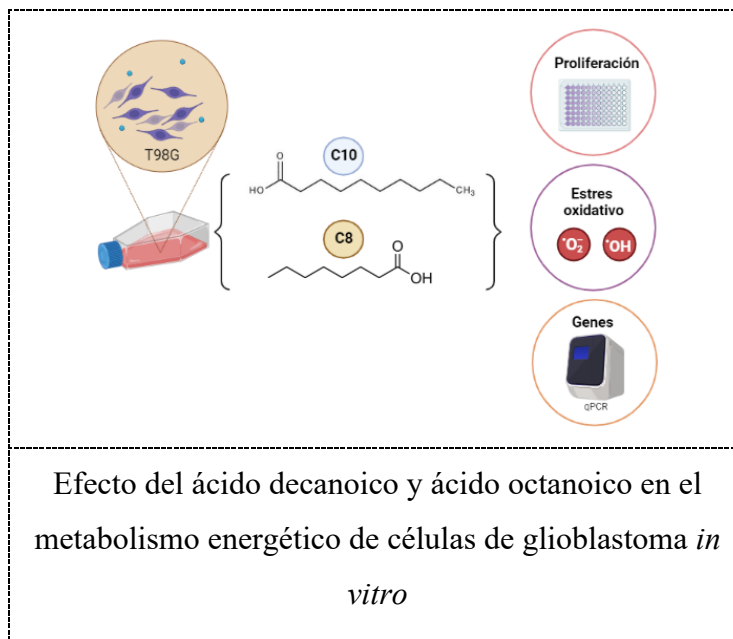 T98G
C10
O
HO
CH₃
C8
O
OH
Proliferación
Estres
oxidativo
•O₂⁻
•OH
Genes
qPCR
Efecto del ácido decanoico y ácido octanoico en el
metabolismo energético de células de glioblastoma in
vitro